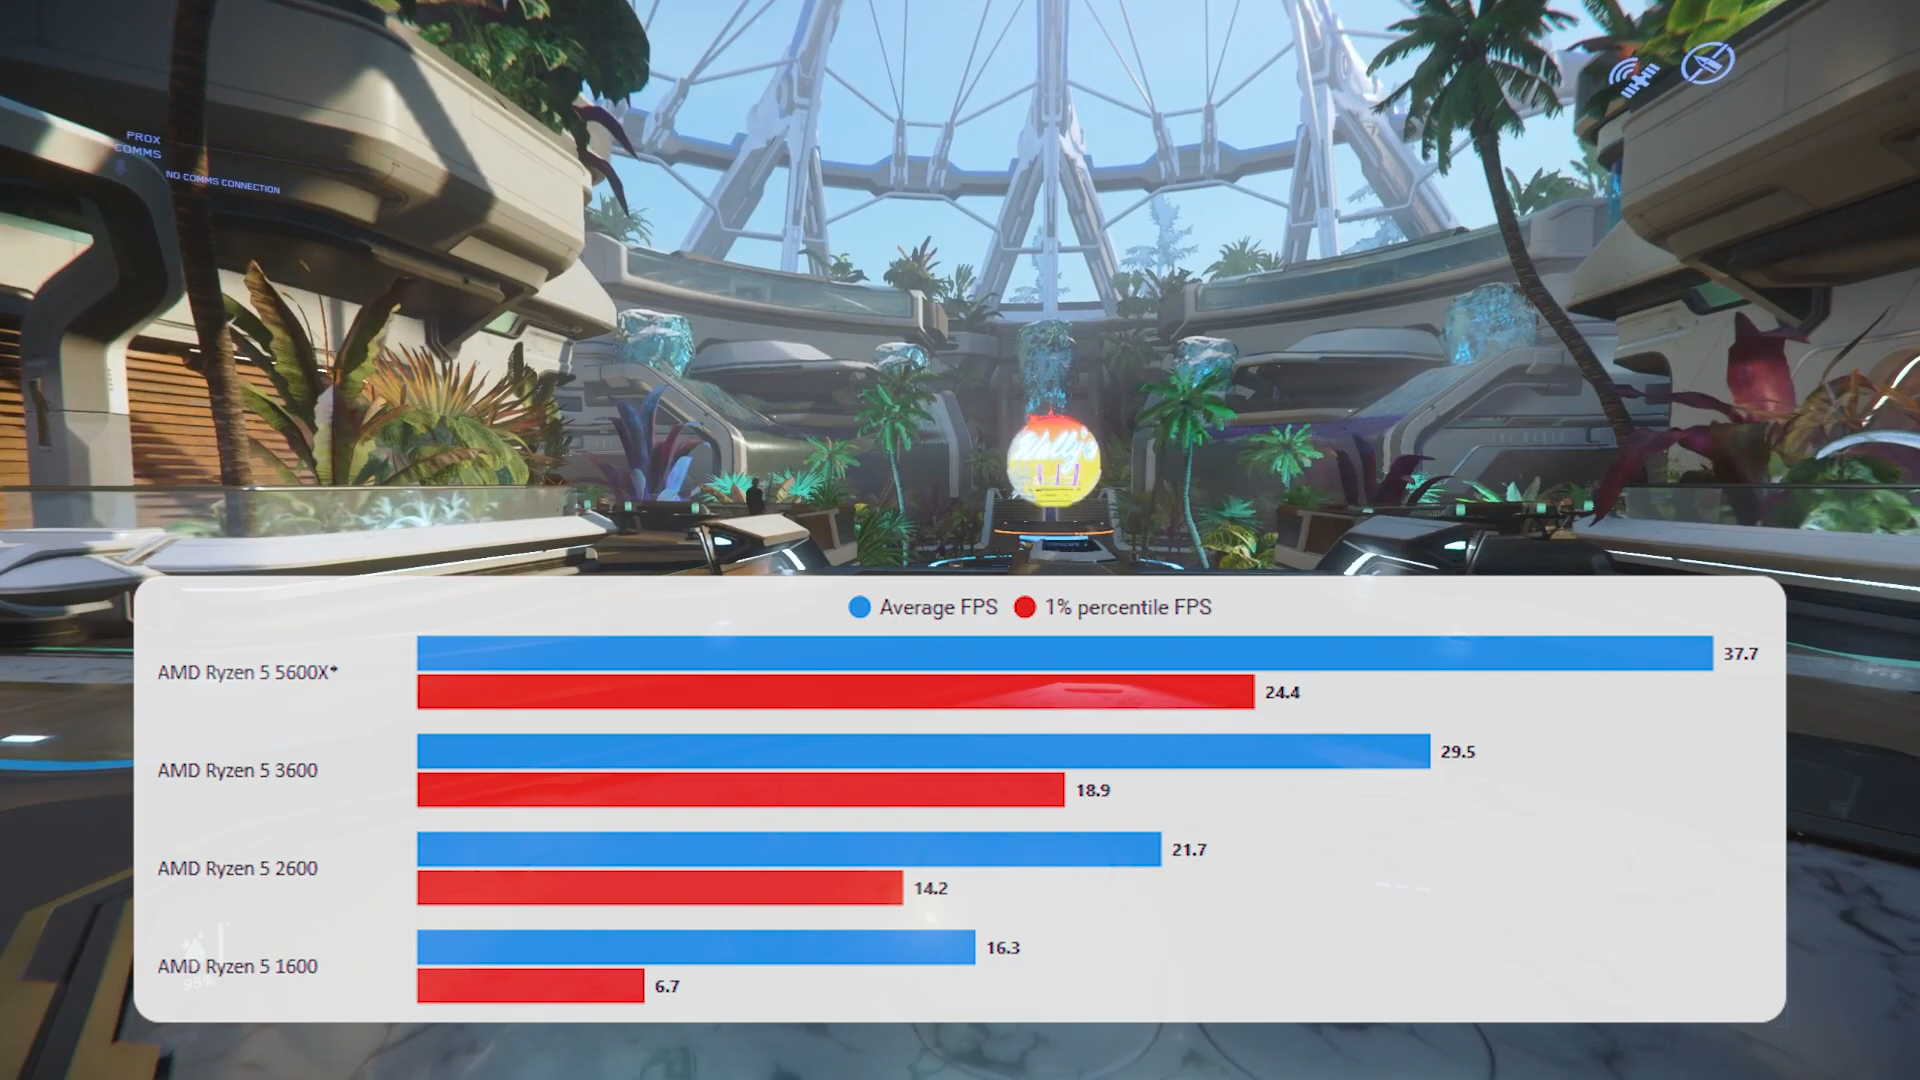 PROX
COMMS
NO COMMS CONNECTION
Wally's
Average FPS 1% percentile FPS
AMD Ryzen 5 5600X*
37.7
24.4
AMD Ryzen 5 3600
29.5
18.9
AMD Ryzen 5 2600
21.7
14.2
AMD Ryzen 5 1600
16.3
6.7
95%